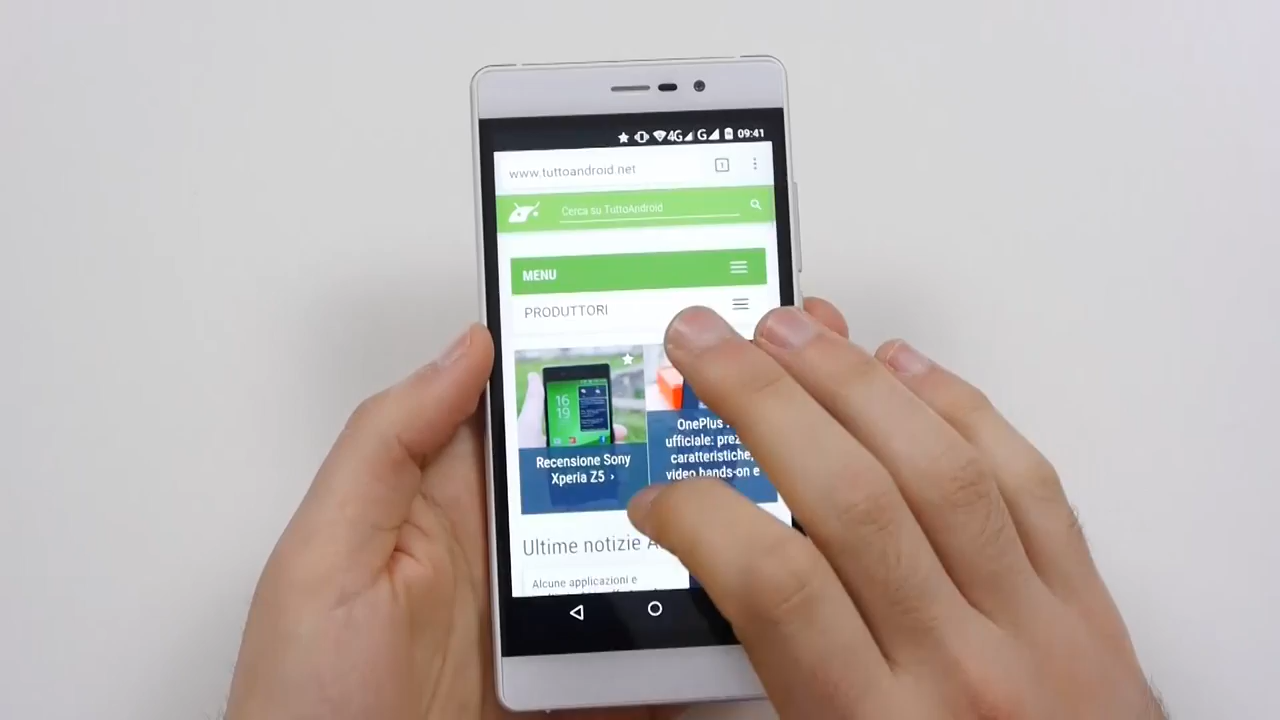 4G G 09:41
www.tuttoandroid.net 1
Cerca su TuttoAndroid
MENU
PRODUTTORI
16
19
Recensione Sony
Xperia Z5 ›
OnePlus
ufficiale: prez
caratteristiche,
video hands-on e
Ultime notizie A
Alcune applicazioni e